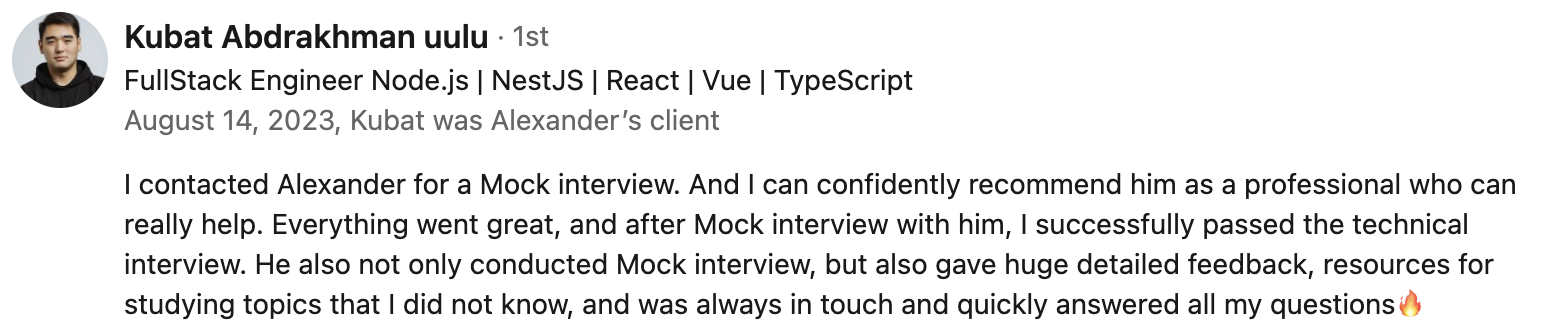 Kubat Abdrakhman uulu · 1st
FullStack Engineer Node.js | NestJS | React | Vue | TypeScript
August 14, 2023, Kubat was Alexander’s client
I contacted Alexander for a Mock interview. And I can confidently recommend him as a professional who can
really help. Everything went great, and after Mock interview with him, I successfully passed the technical
interview. He also not only conducted Mock interview, but also gave huge detailed feedback, resources for
studying topics that I did not know, and was always in touch and quickly answered all my questions🔥